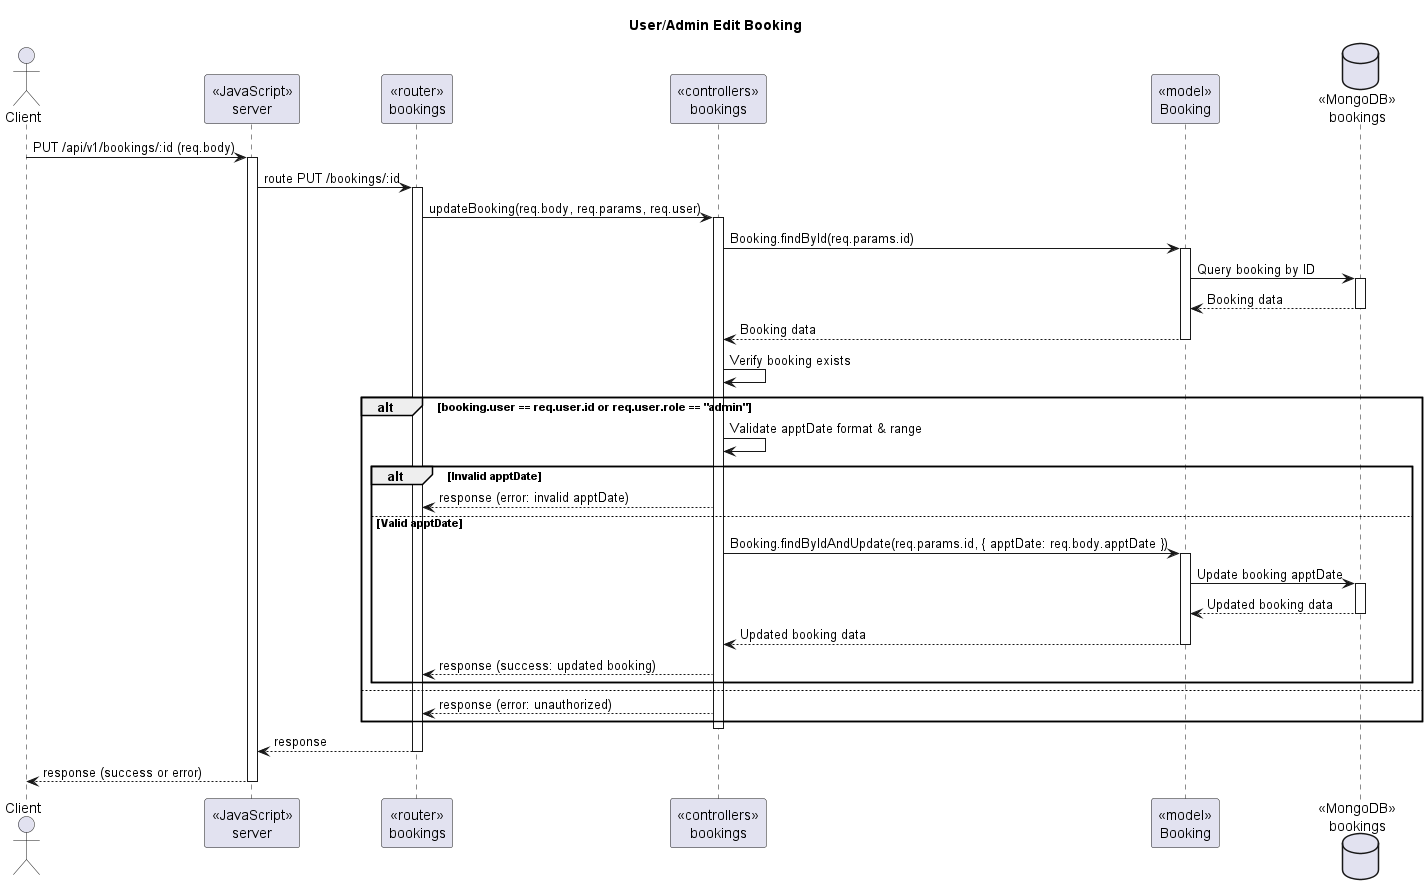 User/Admin Edit Booking
Client
«JavaScript»
server
«router»
bookings
«controllers»
bookings
«model»
Booking
«MongoDB»
bookings
PUT /api/v1/bookings/:id (req.body)
route PUT /bookings/:id
updateBooking(req.body, req.params, req.user)
Booking.findById(req.params.id)
Query booking by ID
Booking data
Booking data
Verify booking exists
alt [booking.user == req.user.id or req.user.role == "admin"]
Validate apptDate format & range
alt [Invalid apptDate]
response (error: invalid apptDate)
[Valid apptDate]
Booking.findByIdAndUpdate(req.params.id, { apptDate: req.body.apptDate })
Update booking apptDate
Updated booking data
Updated booking data
response (success: updated booking)
response (error: unauthorized)
response
response (success or error)
Client
«JavaScript»
server
«router»
bookings
«controllers»
bookings
«model»
Booking
«MongoDB»
bookings